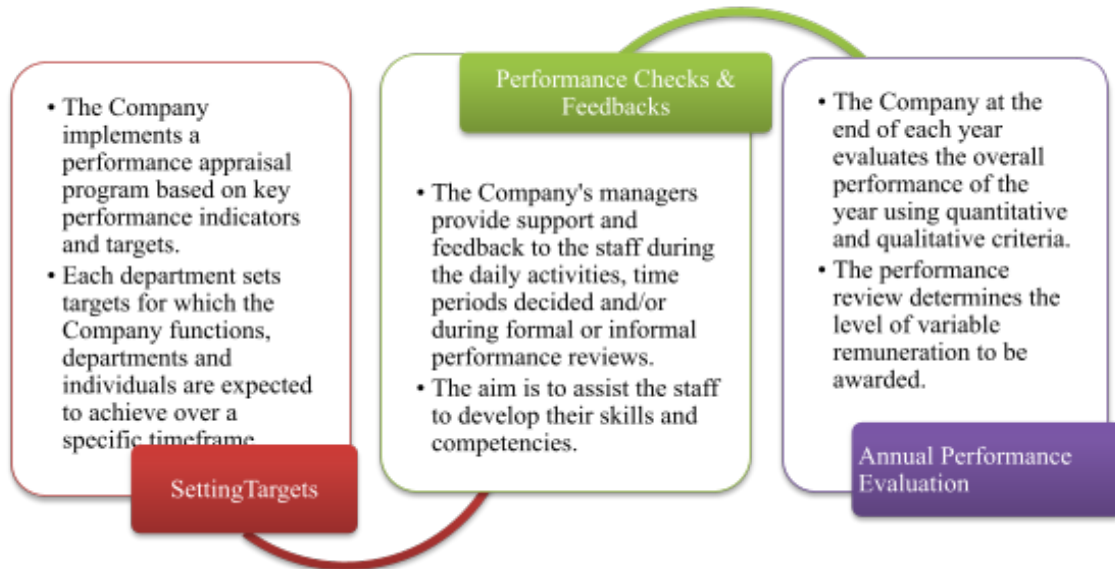 • The Company
implements a
performance appraisal
program based on key
performance indicators
and targets.
• Each department sets
targets for which the
Company functions,
departments and
individuals are expected
to achieve over a
specific timeframe
SettingTargets
Performance Checks &
Feedbacks
• The Company's managers
provide support and
feedback to the staff during
the daily activities, time
periods decided and/or
during formal or informal
performance reviews.
• The aim is to assist the staff
to develop their skills and
competencies.
• The Company at the
end of each year
evaluates the overall
performance of the
year using quantitative
and qualitative criteria.
• The performance
review determines the
level of variable
remuneration to be
awarded.
Annual Performance
Evaluation